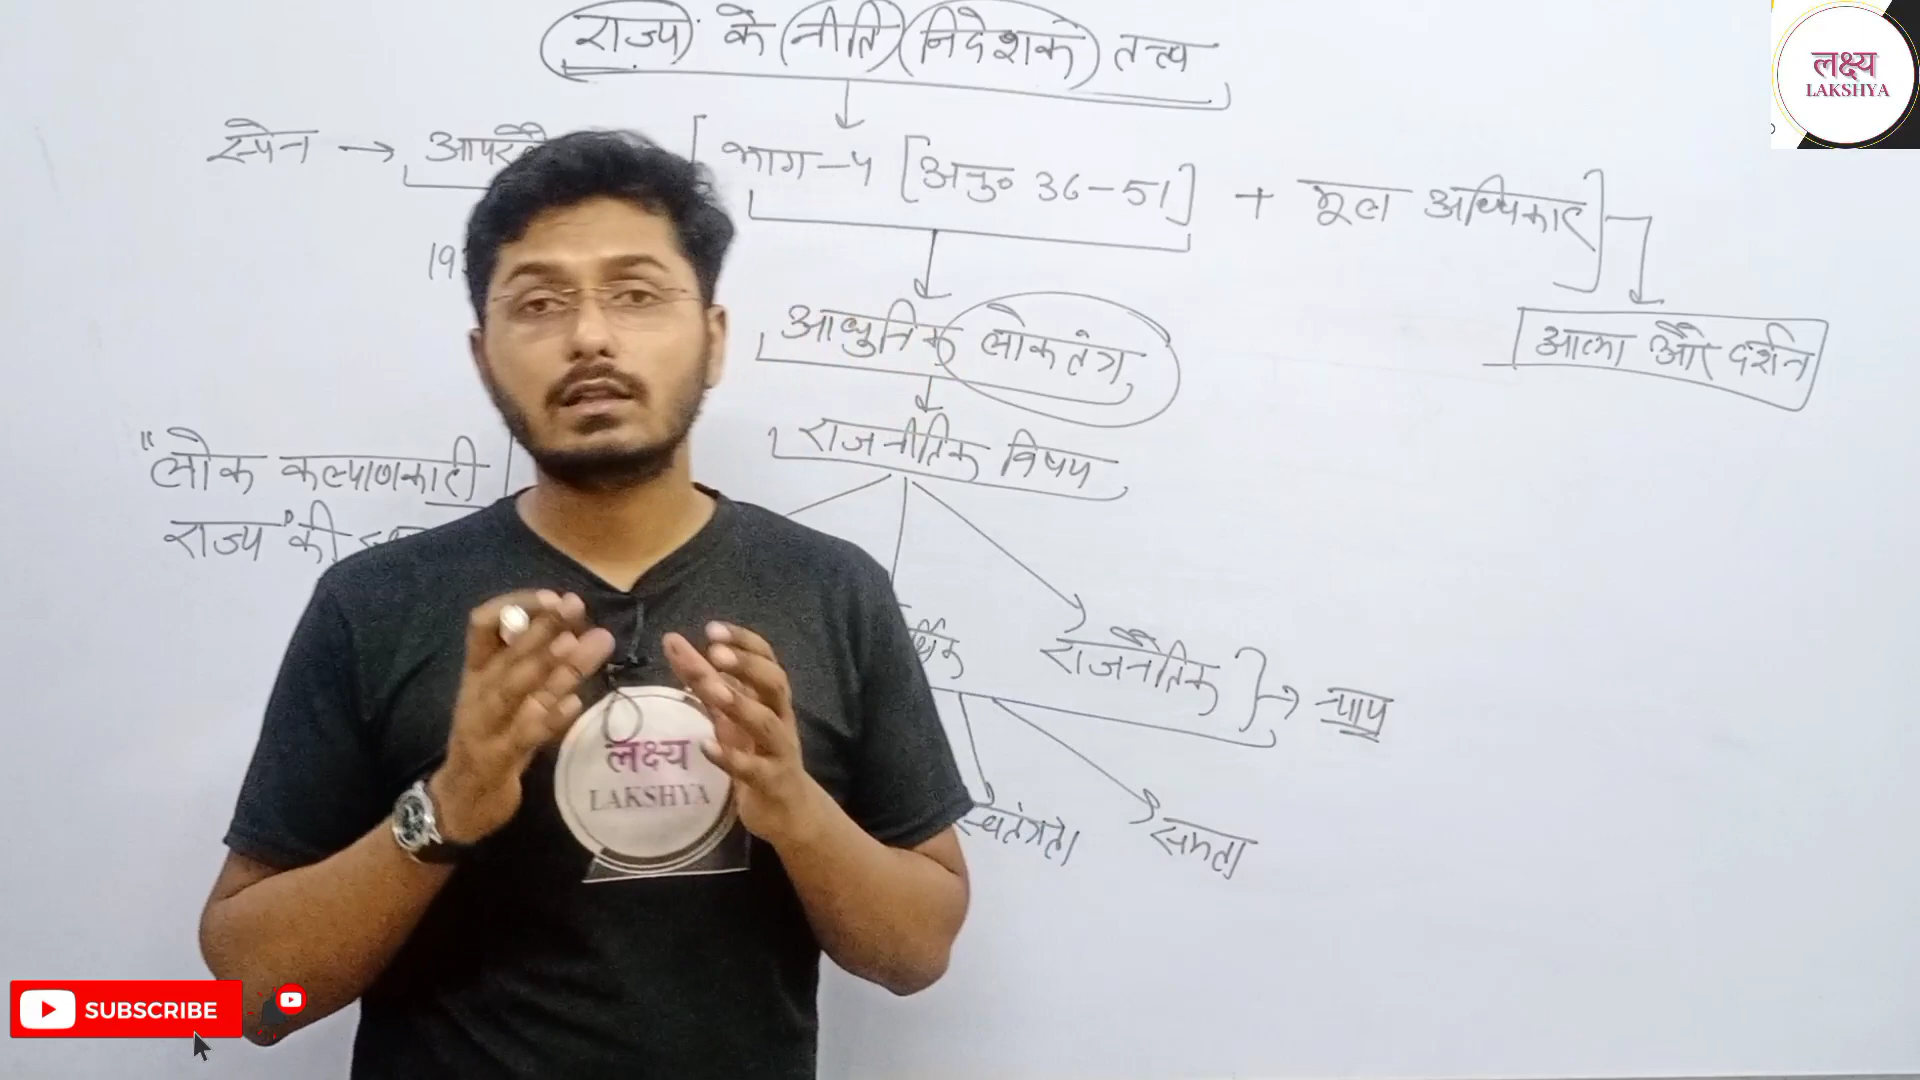 राज्य के नीति निदेशक तत्व
लक्ष्य
LAKSHYA
स्पेन →
[ भाग-4 [अनु० 36-51] + मूल अधिकार ]
19
आधुनिक लोकतंत्र
आत्मा और दर्शन
राजनीतिक विषय
"लोक कल्याणकारी
राज्य" की
राजनैतिक } → न्याय
लक्ष्य
LAKSHYA
स्वतंत्रता
समता
SUBSCRIBE